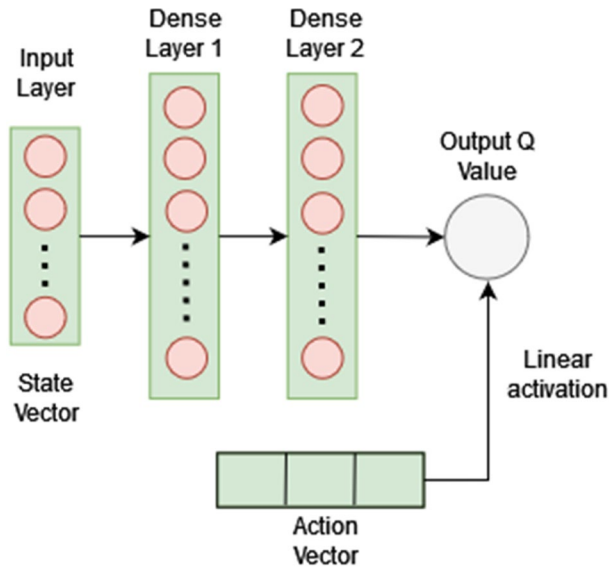 Input
Layer
Dense
Layer 1
Dense
Layer 2
Output Q
Value
State
Vector
Linear
activation
Action
Vector